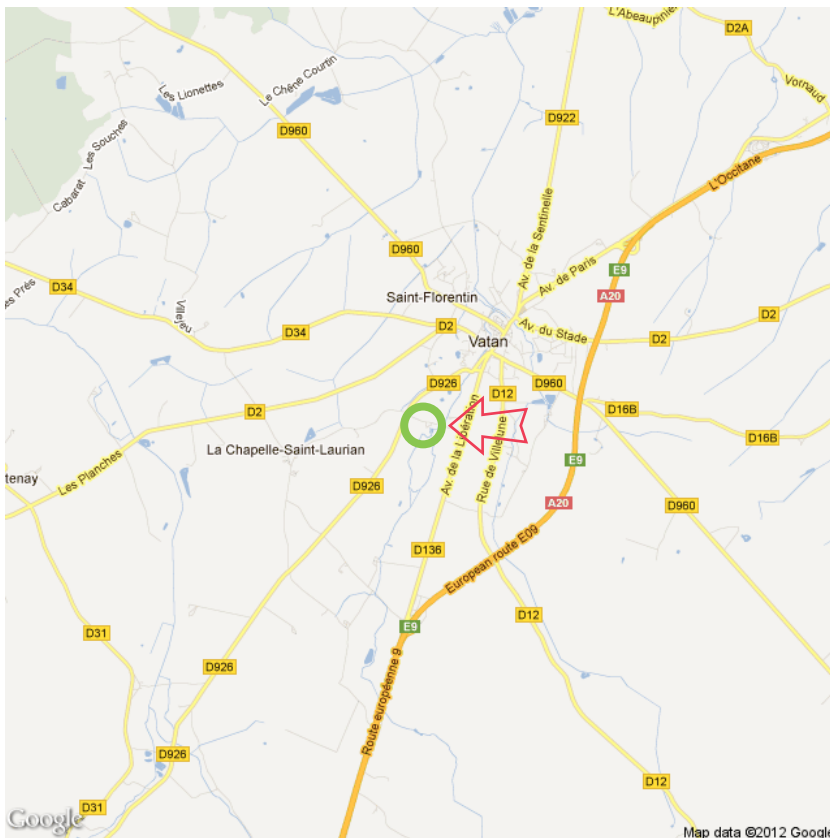 L'Abeaupinière
D2A
Le Chêne Courtin
Les Lionettes
Vornaud
D922
D960
Les Souches
Cabarat
L'Occitane
Av. de la Sentinelle
D960
Av. de Paris
E9
D34
es Prés
Saint-Florentin
A20
Villejeu
D34
D2
Av. du Stade
D2
D2
Vatan
D926
D12
D960
D2
D16B
La Chapelle-Saint-Laurian
Av. de la Libération
Rue de Villejeune
D16B
Les Planches
E9
tenay
D926
A20
D960
D136
European route E09
D12
E9
D31
D926
Route européenne 9
D926
D12
D31
Google
Map data ©2012 Google